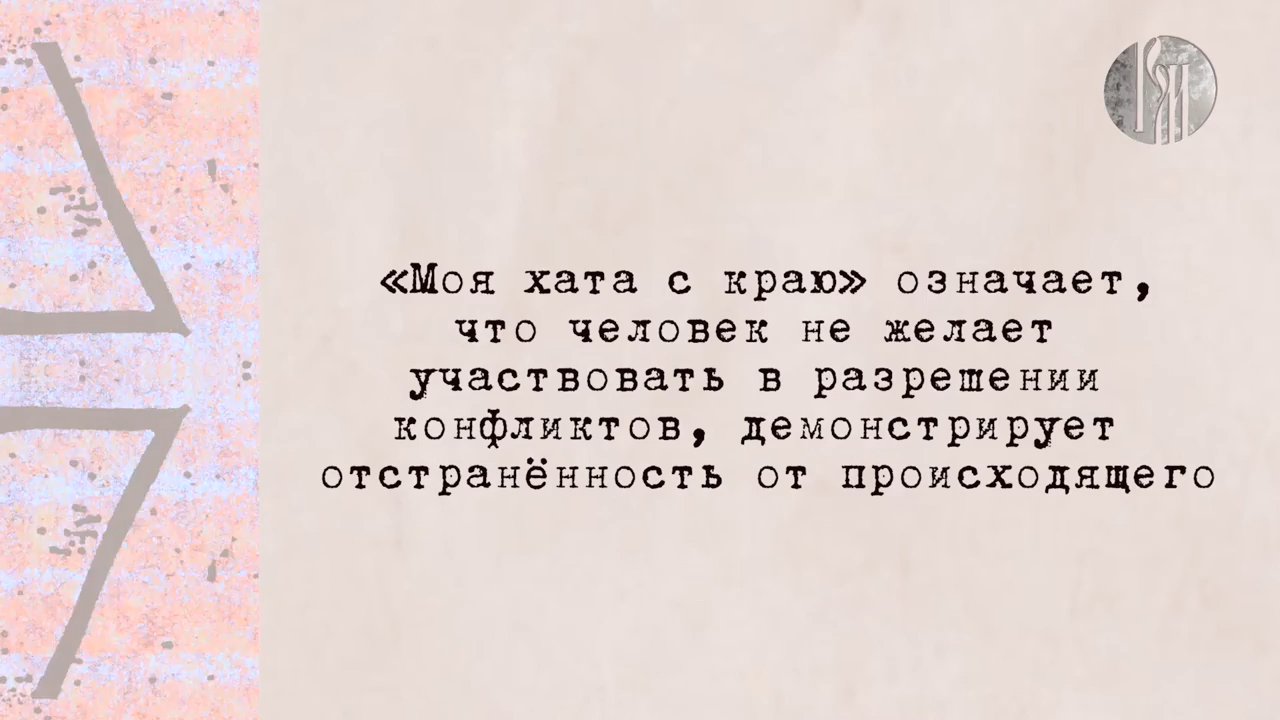 «Моя хата с краю» означает,
что человек не желает
участвовать в разрешении
конфликтов, демонстрирует
отстранённость от происходящего